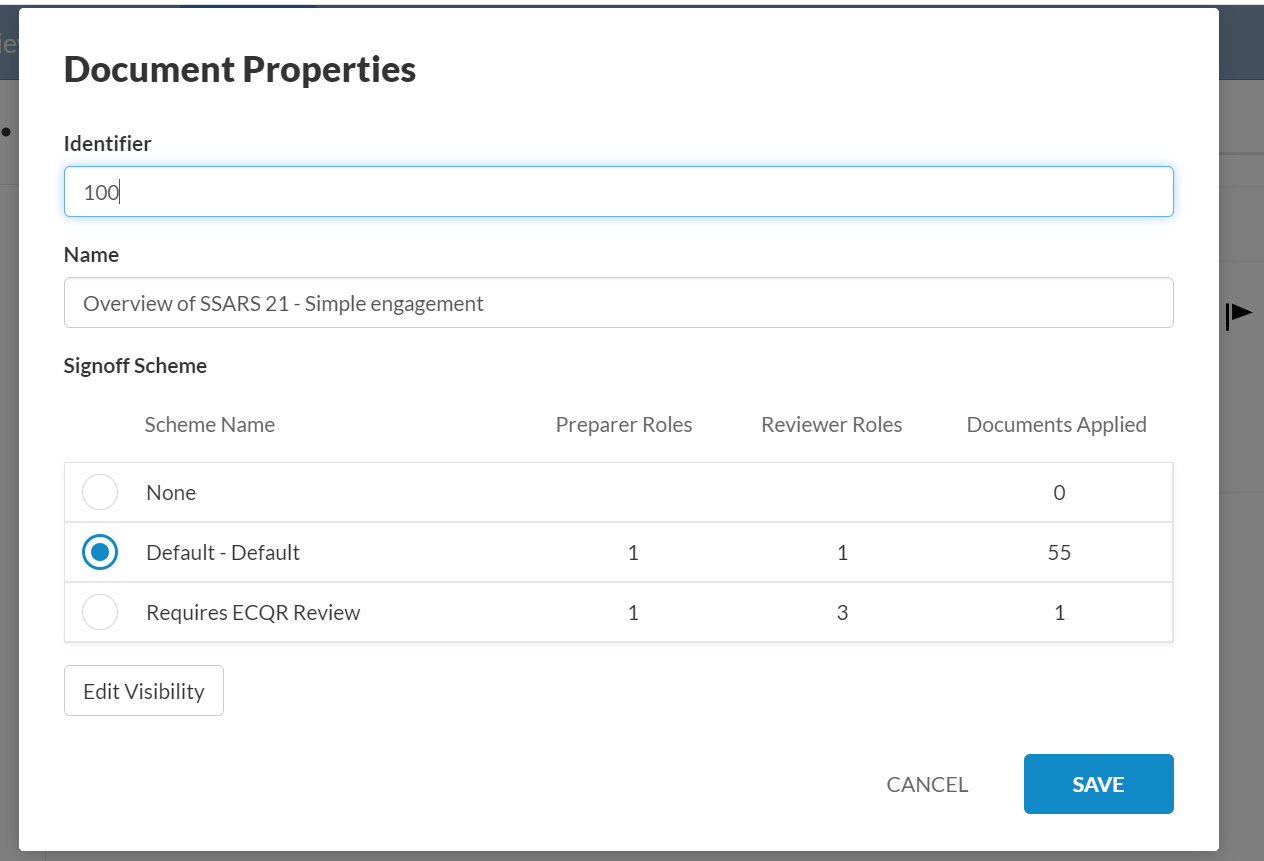 Document Properties
Identifier
100
Name
Overview of SSARS 21 - Simple engagement
Signoff Scheme
Scheme Name Preparer Roles Reviewer Roles Documents Applied
None 0
Default - Default 1 1 55
Requires ECQR Review 1 3 1
Edit Visibility
CANCEL SAVE